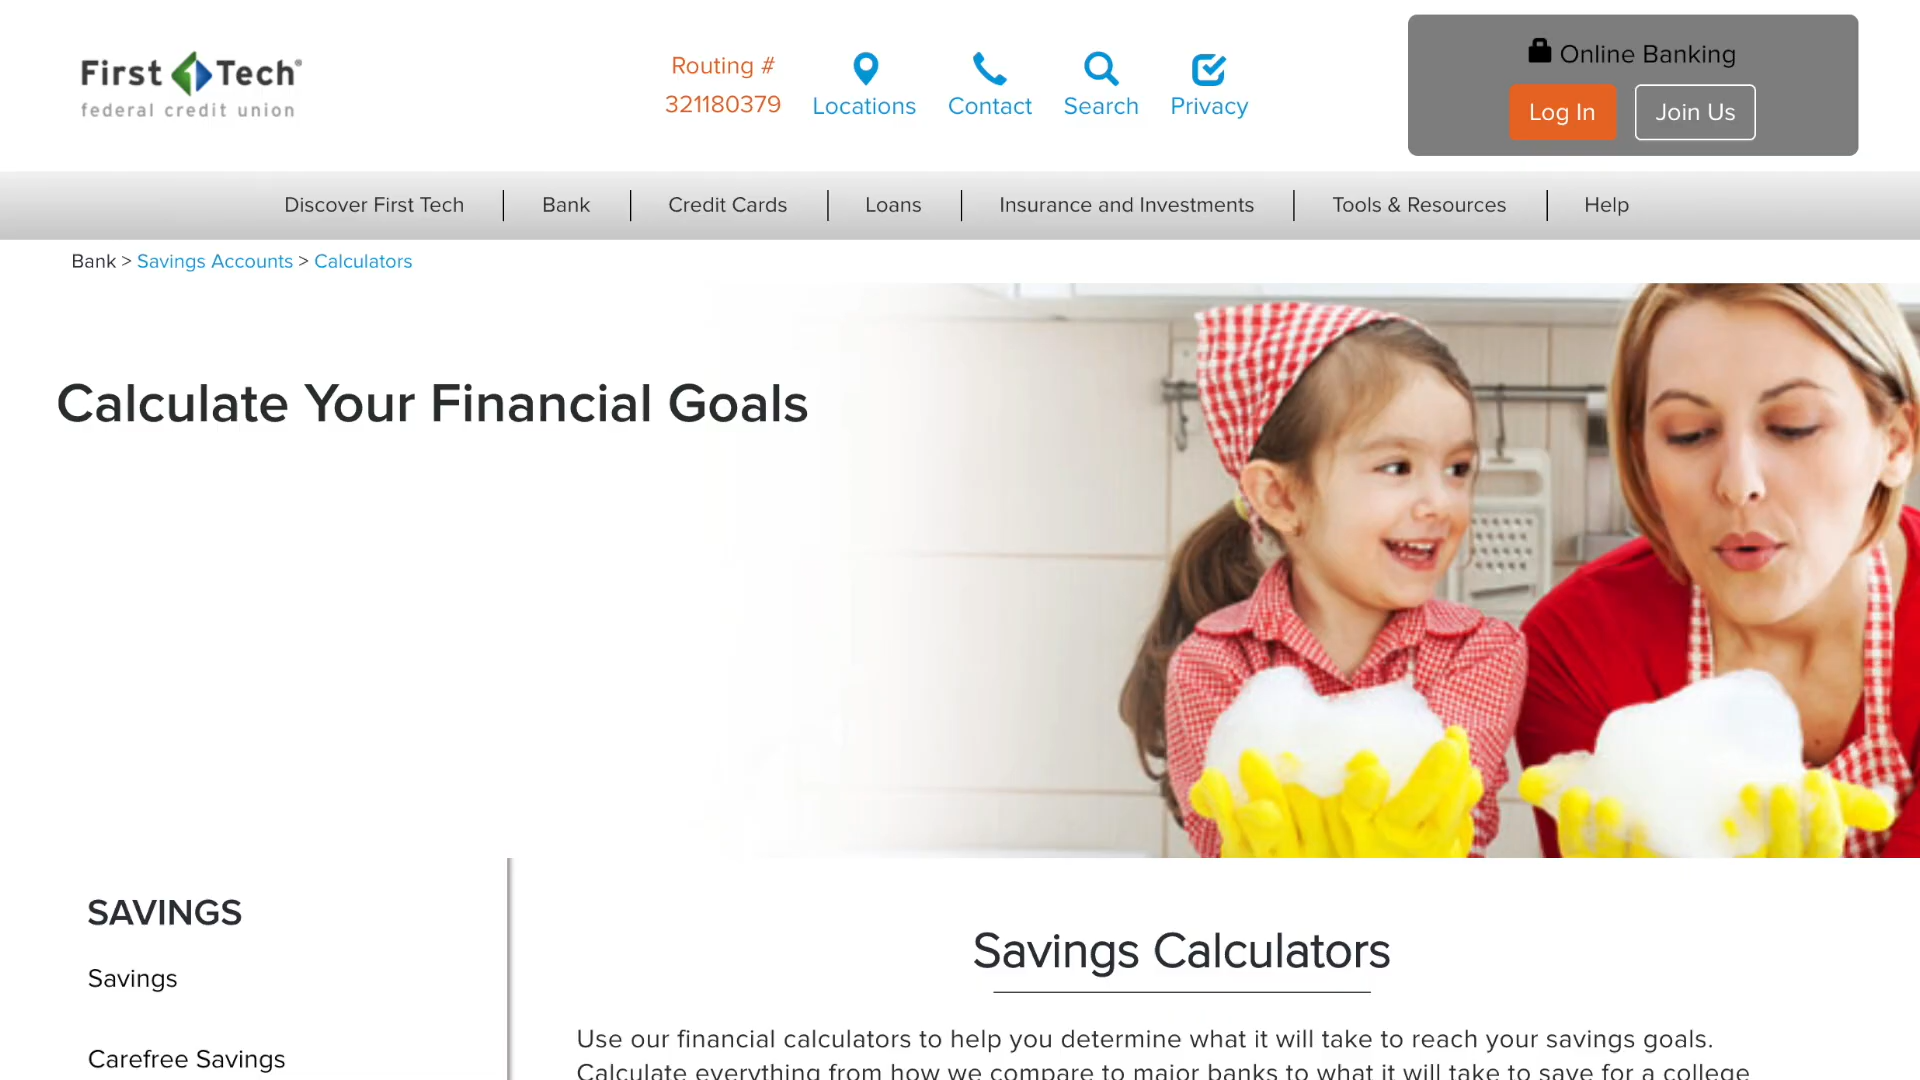 First Tech®
federal credit union
Routing #
321180379
Locations
Contact
Search
Privacy
Online Banking
Log In
Join Us
Discover First Tech
Bank
Credit Cards
Loans
Insurance and Investments
Tools & Resources
Help
Bank > Savings Accounts > Calculators
Calculate Your Financial Goals
SAVINGS
Savings
Carefree Savings
Savings Calculators
Use our financial calculators to help you determine what it will take to reach your savings goals.
Calculate everything from how we compare to major banks to what it will take to save for a college